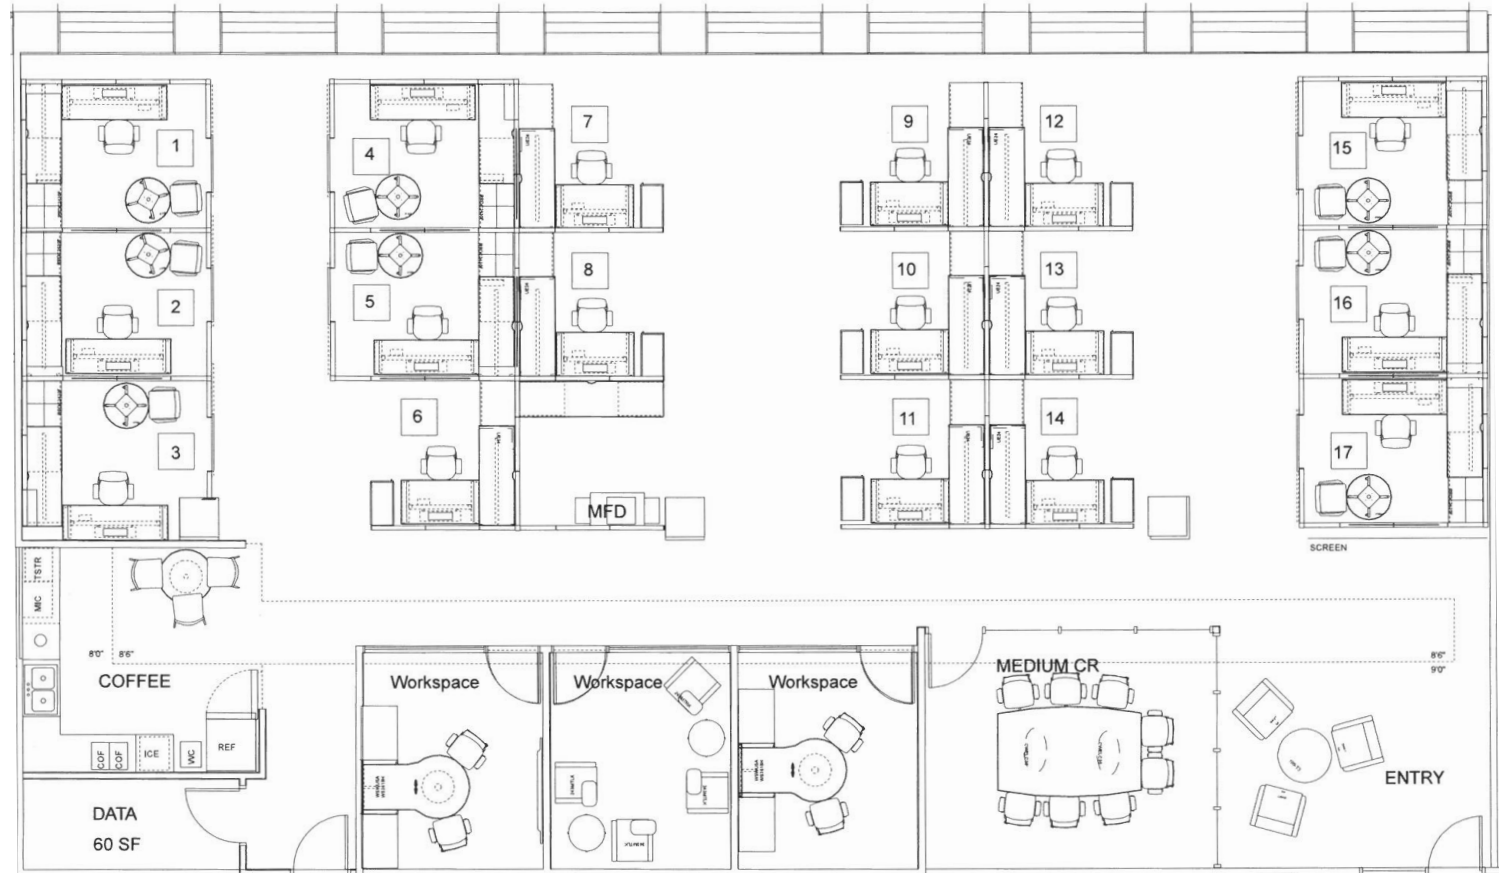 1
4
7
9
12
15
2
5
8
10
13
16
3
6
11
14
17
MFD
SCREEN
TSTR
MIC
8'0"
8'6"
COFFEE
COF
COF
ICE
WC
REF
DATA
60 SF
Workspace
Workspace
Workspace
MEDIUM CR
8'6"
9'0"
ENTRY